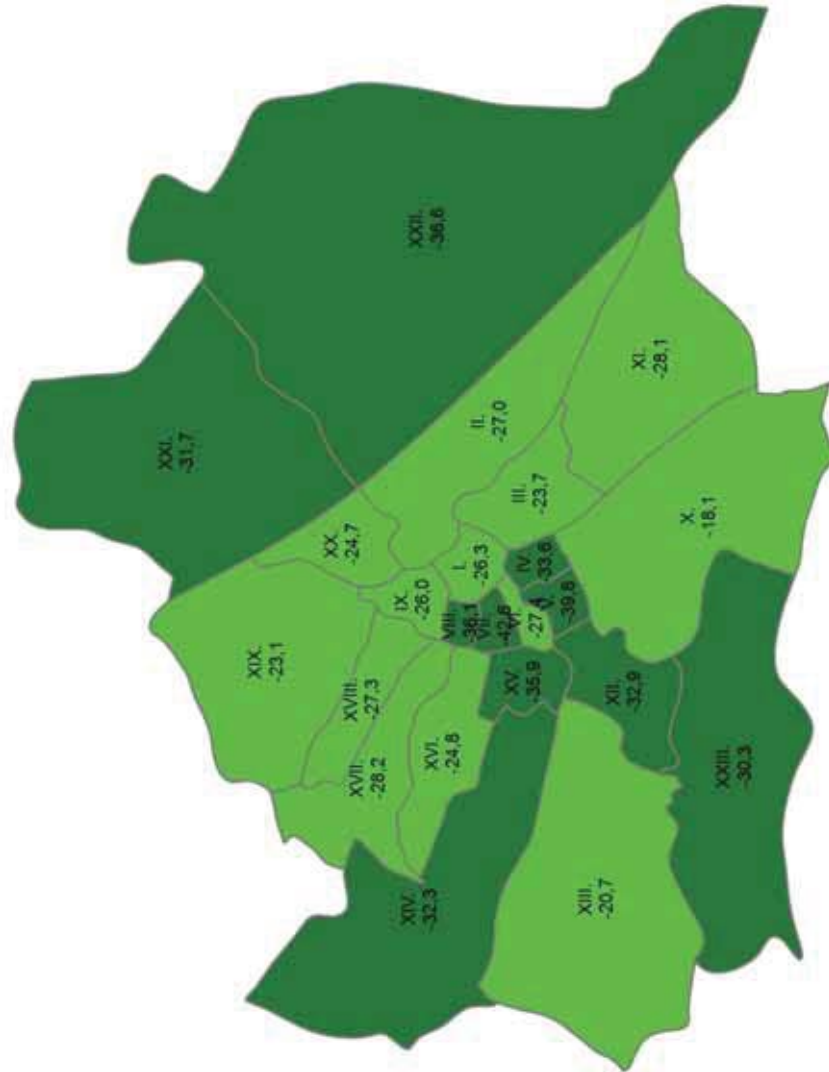 XXI.
-31,7
XIX.
-23,1
XX.
-24,7
XVIII.
-27,3
XVII.
-28,2
XIV.
-32,3
IX.
-26,0
XXII.
-36,6
XVI.
-24,8
VIII.
-36,1
I.
-26,3
VII.
-42,6
II.
-27,0
XV.
-35,9
VI.
-27,4
III.
-23,7
IV.
-33,6
V.
-39,8
XIII.
-20,7
XII.
-32,9
XI.
-28,1
X.
-18,1
XXIII.
-30,3